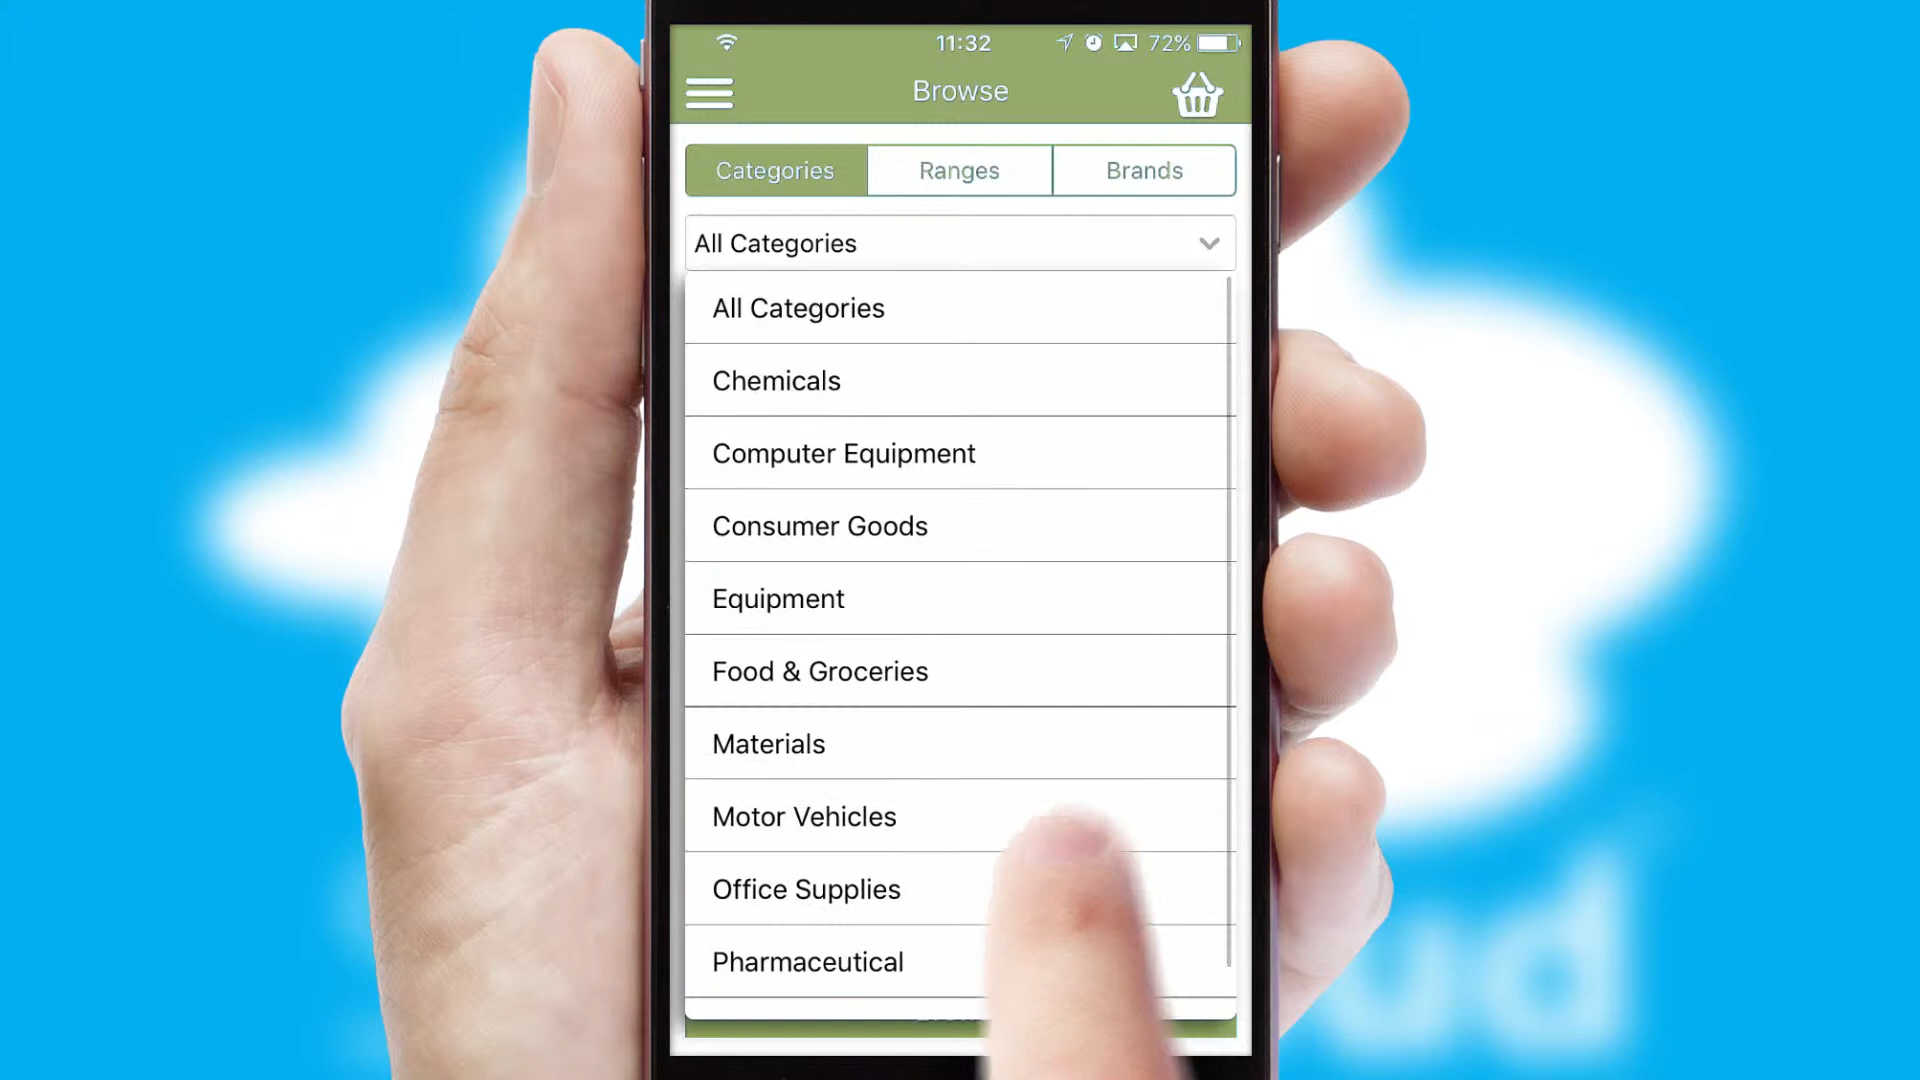 11:32
72%
Browse
Categories
Ranges
Brands
All Categories
All Categories
Chemicals
Computer Equipment
Consumer Goods
Equipment
Food & Groceries
Materials
Motor Vehicles
Office Supplies
Pharmaceutical